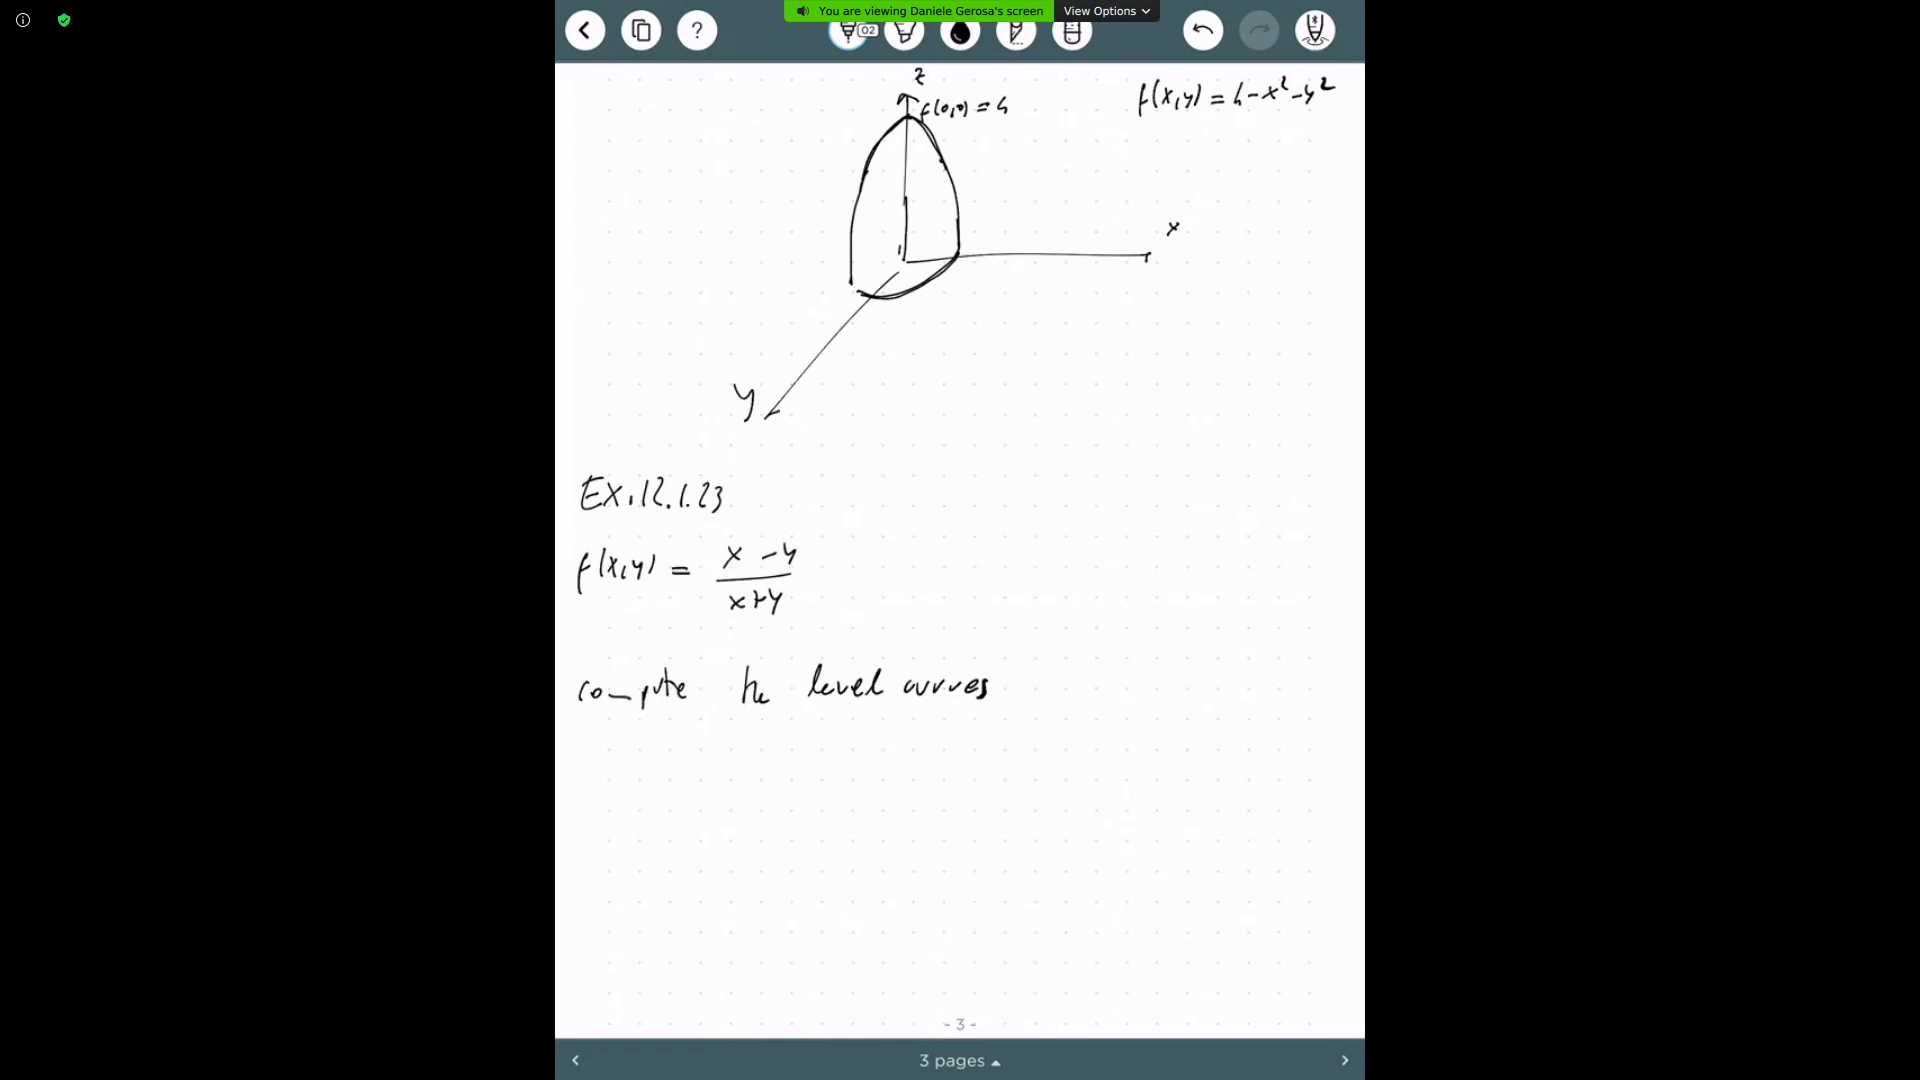 You are viewing Daniele Gerosa's screen View Options
02
z
f(0,0) = 4
f(x,y) = 4-x²-y²
x
y
Ex. 12.1.23
f(x,y) = x - y
x+y
compute the level curves
- 3 -
3 pages